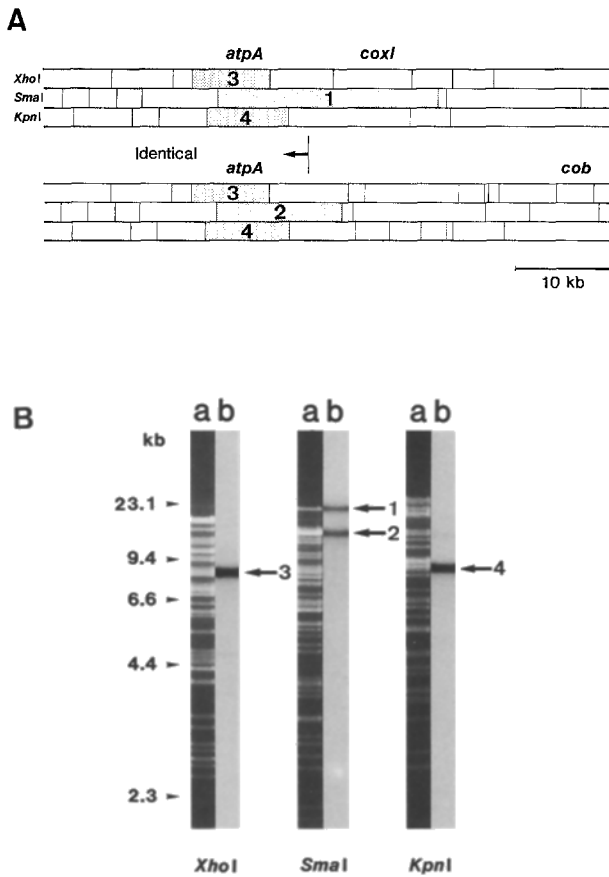 A
atpA coxI
XhoI 3
SmaI 1
KpnI 4
Identical
atpA cob
3
2
4
10 kb
B
a b a b a b
kb
23.1
1
2
9.4
3
4
6.6
4.4
2.3
XhoI SmaI KpnI